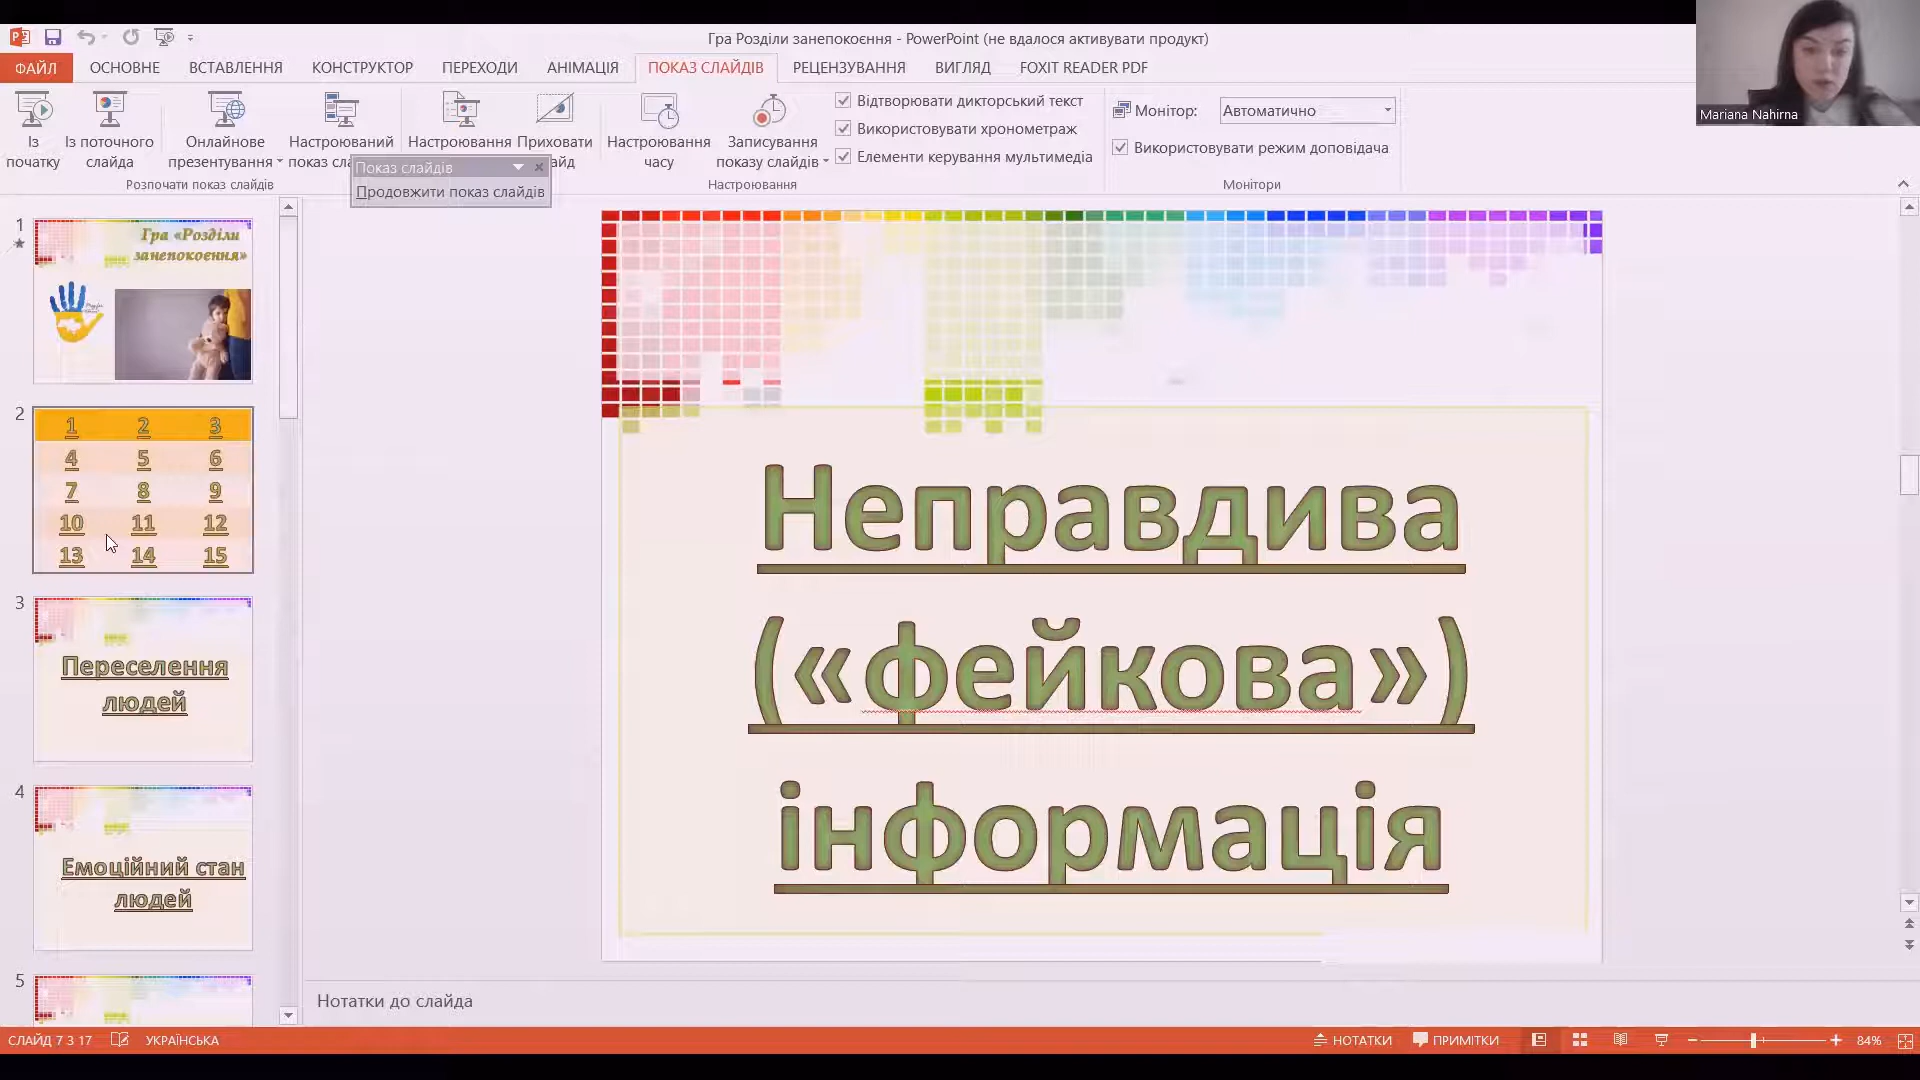 Гра Розділи занепокоєння - PowerPoint (не вдалося активувати продукт)
ФАЙЛ ОСНОВНЕ ВСТАВЛЕННЯ КОНСТРУКТОР ПЕРЕХОДИ АНІМАЦІЯ ПОКАЗ СЛАЙДІВ РЕЦЕНЗУВАННЯ ВИГЛЯД FOXIT READER PDF
Mariana Nahirna
Із початку
Із поточного слайда
Онлайнове презентування
Настроюваний
Настроювання
Приховати
Настроювання часу
Записування показу слайдів
Відтворювати дикторський текст
Використовувати хронометраж
Елементи керування мультимедіа
Монітор: Автоматично
Використовувати режим доповідача
Розпочати показ слайдів
Настроювання
Монітори
Показ слайдів
Продовжити показ слайдів
1
Гра «Розділи
занепокоєння»
2
1 2 3
4 5 6
7 8 9
10 11 12
13 14 15
3
Переселення
людей
4
Емоційний стан
людей
5
Неправдива
(«фейкова»)
інформація
Нотатки до слайда
СЛАЙД 7 З 17 УКРАЇНСЬКА НОТАТКИ ПРИМІТКИ 84%